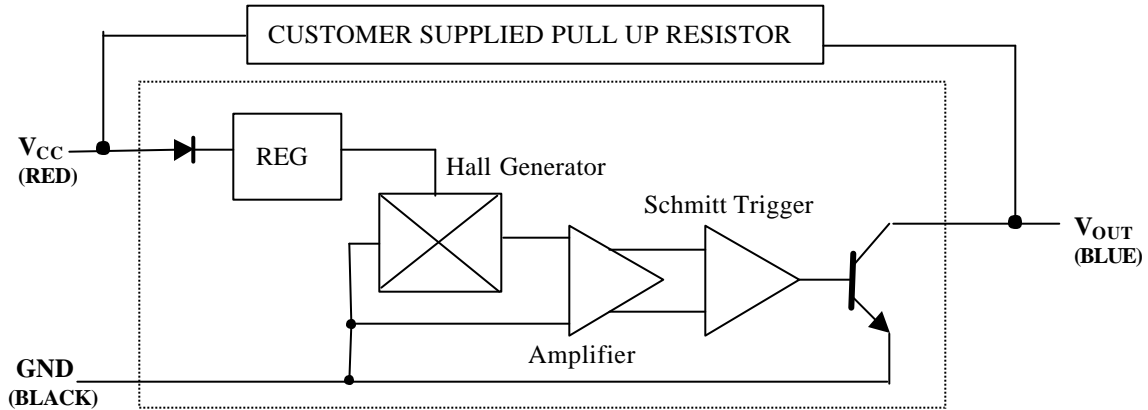 CUSTOMER SUPPLIED PULL UP RESISTOR
VCC
(RED)
REG
Hall Generator
Schmitt Trigger
VOUT
(BLUE)
Amplifier
GND
(BLACK)